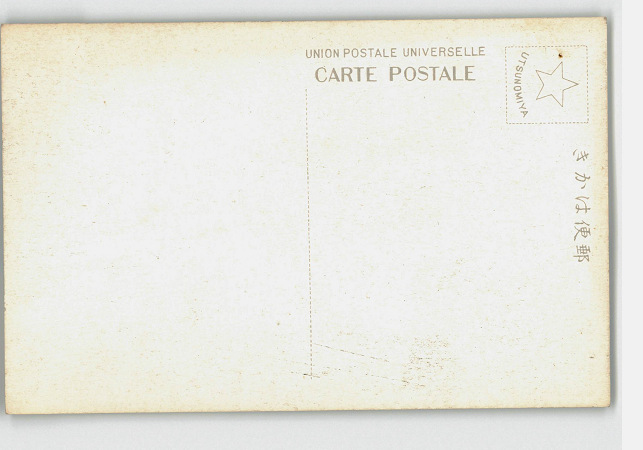 UNION POSTALE UNIVERSELLE
CARTE POSTALE
UTSUNOMIYA
きかは便郵